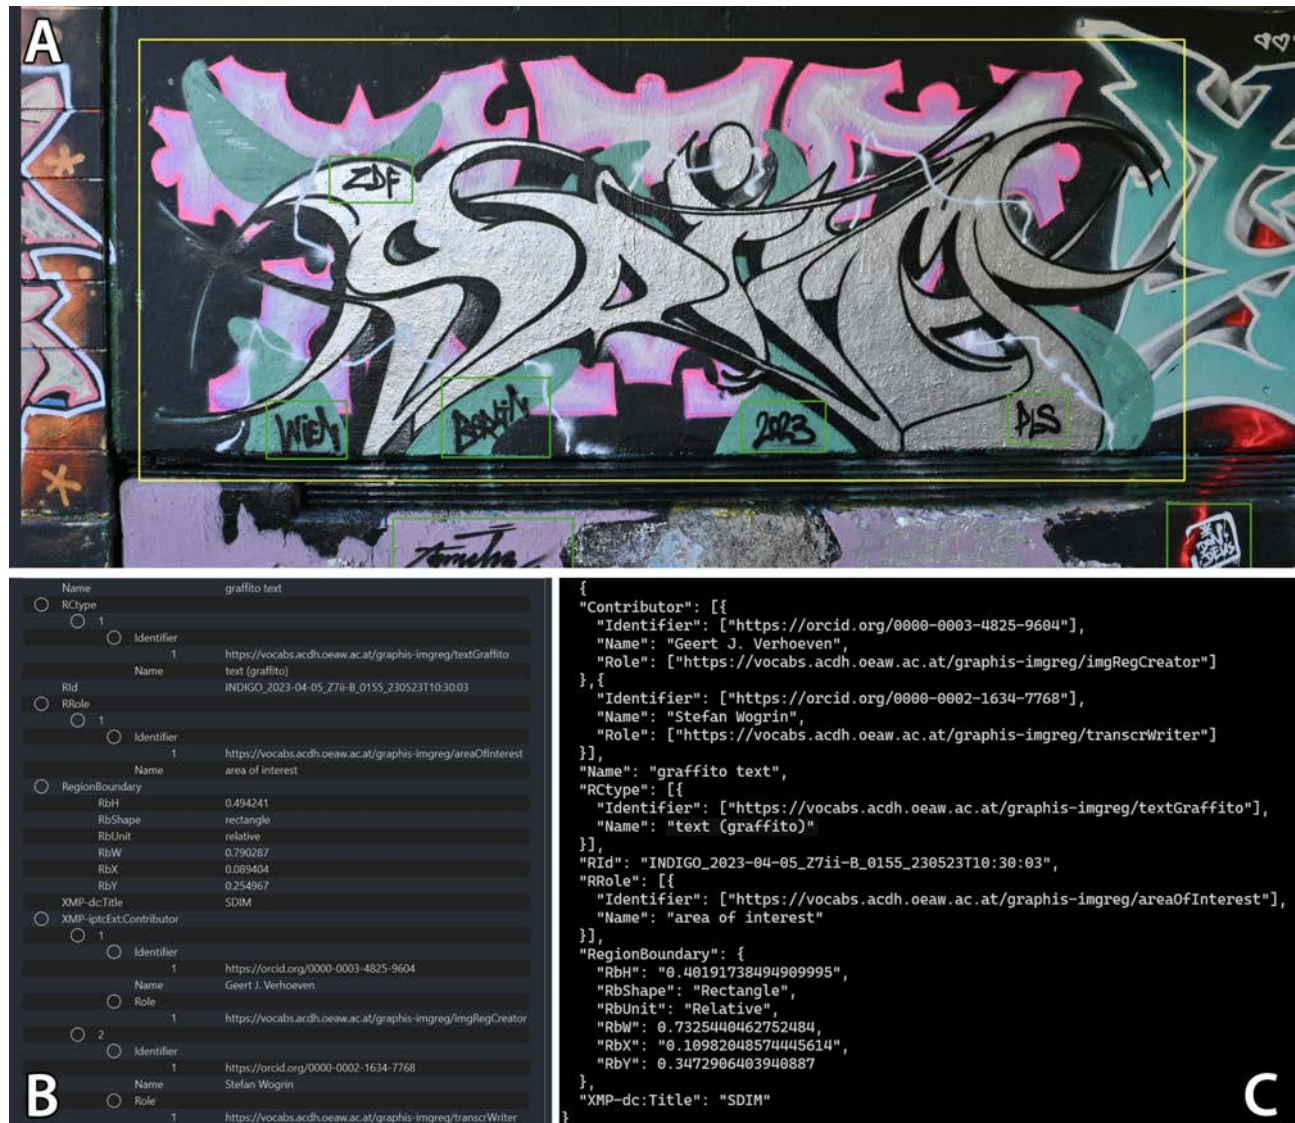 A
ZDF
SDIM
WIEN
BERLIN
2023
PLS
B
Name graffito text
RCtype
1
Identifier
1 https://vocabs.acdh.oeaw.ac.at/graphis-imgreg/textGraffito
Name text (graffito)
RId INDIGO_2023-04-05_Z7ii-B_0155_230523T10:30:03
RRole
1
Identifier
1 https://vocabs.acdh.oeaw.ac.at/graphis-imgreg/areaOfInterest
Name area of interest
RegionBoundary
RbH 0.494241
RbShape rectangle
RbUnit relative
RbW 0.790287
RbX 0.089404
RbY 0.254967
XMP-dc:Title SDIM
XMP-iptcExt:Contributor
1
Identifier
1 https://orcid.org/0000-0003-4825-9604
Name Geert J. Verhoeven
Role
1 https://vocabs.acdh.oeaw.ac.at/graphis-imgreg/imgRegCreator
2
Identifier
1 https://orcid.org/0000-0002-1634-7768
Name Stefan Wogrin
Role
1 https://vocabs.acdh.oeaw.ac.at/graphis-imgreg/transcrWriter
C
{
"Contributor": [{
"Identifier": ["https://orcid.org/0000-0003-4825-9604"],
"Name": "Geert J. Verhoeven",
"Role": ["https://vocabs.acdh.oeaw.ac.at/graphis-imgreg/imgRegCreator"]
},{
"Identifier": ["https://orcid.org/0000-0002-1634-7768"],
"Name": "Stefan Wogrin",
"Role": ["https://vocabs.acdh.oeaw.ac.at/graphis-imgreg/transcrWriter"]
}],
"Name": "graffito text",
"RCtype": [{
"Identifier": ["https://vocabs.acdh.oeaw.ac.at/graphis-imgreg/textGraffito"],
"Name": "text (graffito)"
}],
"RId": "INDIGO_2023-04-05_Z7ii-B_0155_230523T10:30:03",
"RRole": [{
"Identifier": ["https://vocabs.acdh.oeaw.ac.at/graphis-imgreg/areaOfInterest"],
"Name": "area of interest"
}],
"RegionBoundary": {
"RbH": "0.40191738494909995",
"RbShape": "Rectangle",
"RbUnit": "Relative",
"RbW": 0.7325440462752484,
"RbX": "0.10982048574445614",
"RbY": 0.3472906403940887
},
"XMP-dc:Title": "SDIM"
}